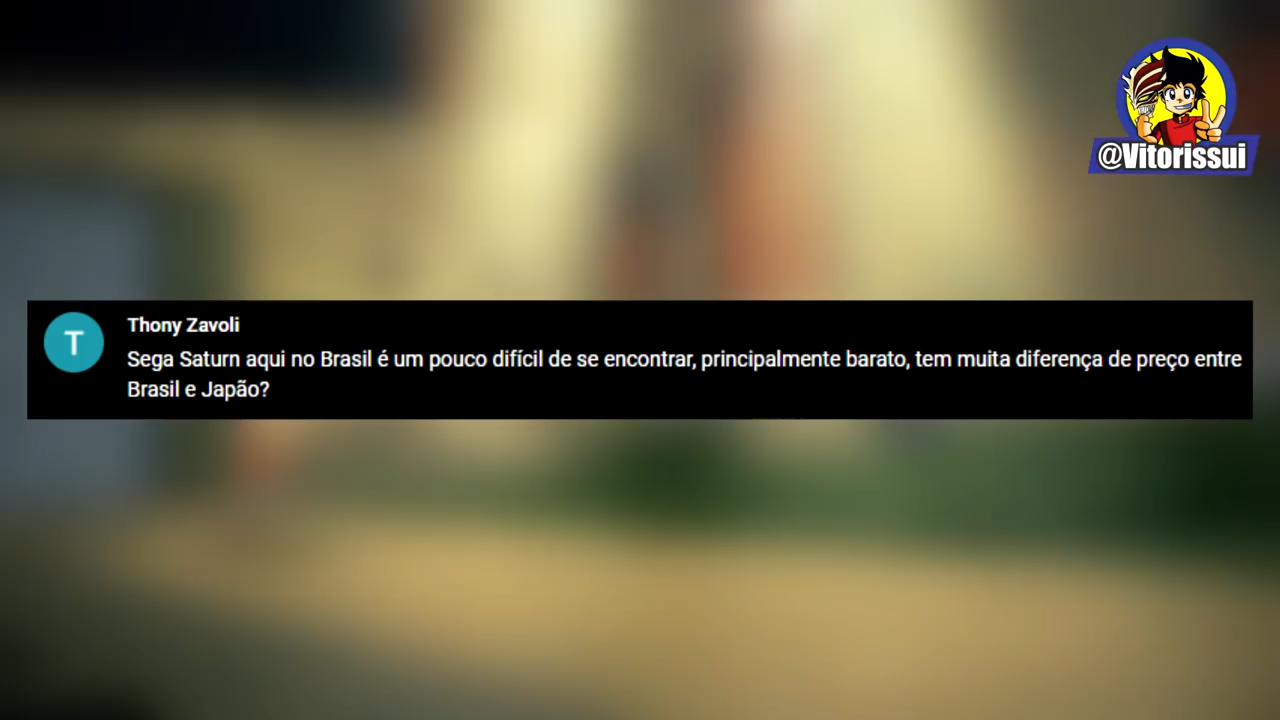 @Vitorissui
T
Thony Zavoli
Sega Saturn aqui no Brasil é um pouco difícil de se encontrar, principalmente barato, tem muita diferença de preço entre
Brasil e Japão?